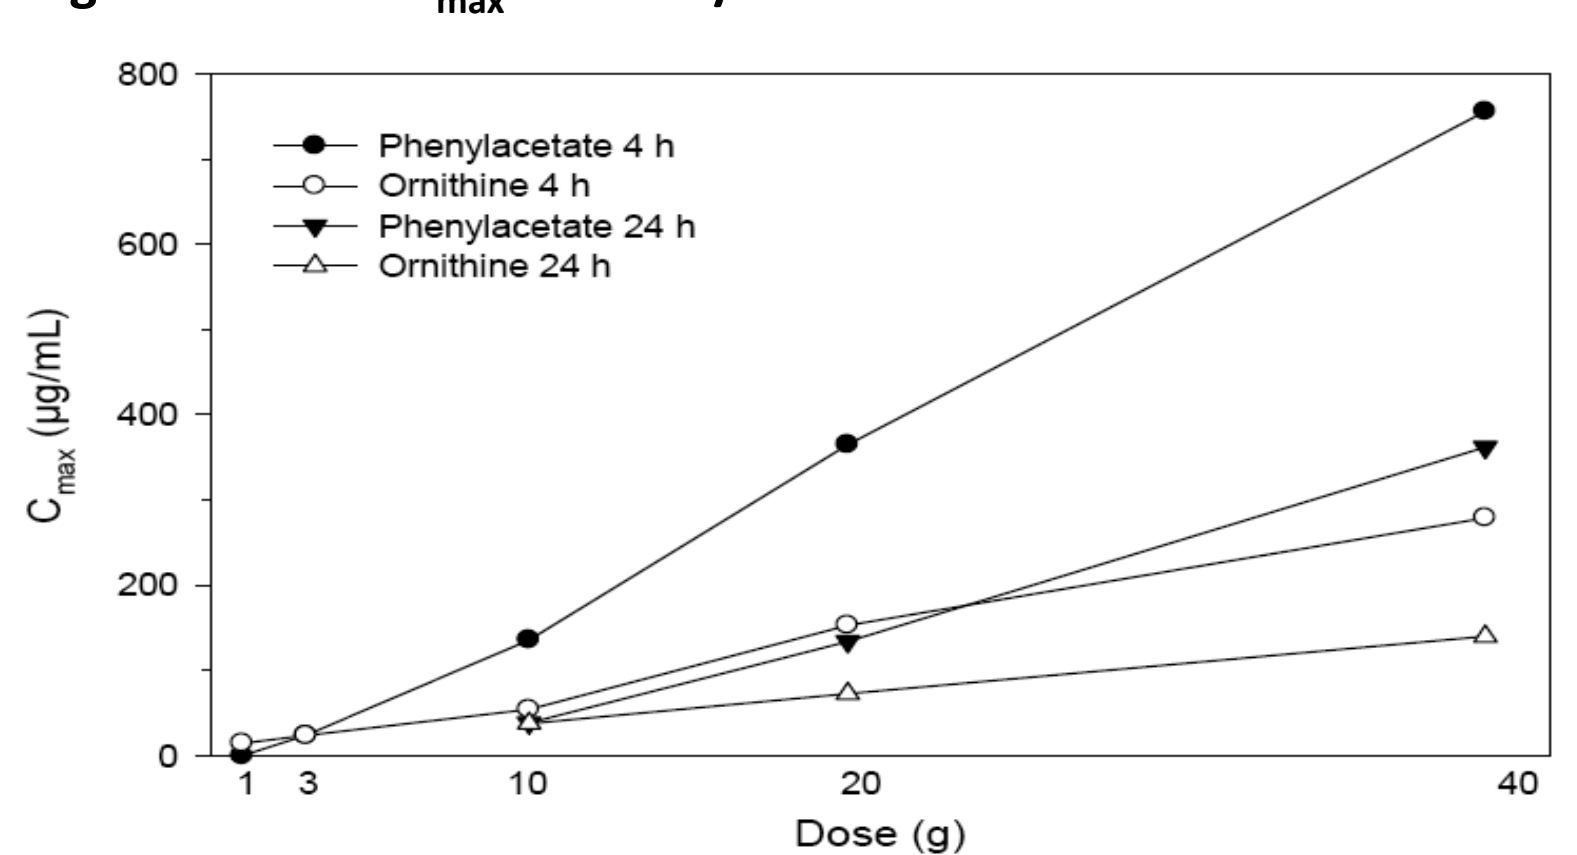 max
800
600
400
200
0
Phenylacetate 4 h
Ornithine 4 h
Phenylacetate 24 h
Ornithine 24 h
Cmax (µg/mL)
1 3 10 20 40
Dose (g)